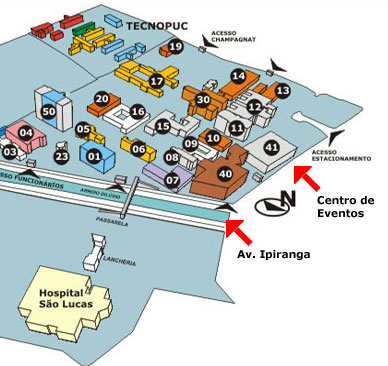 TECNOPUC
ACESSO
CHAMPAGNAT
19
17
14
13
50
20
16
30
12
04
05
15
11
03
23
01
06
09
10
41
08
ACESSO
ESTACIONAMENTO
07
40
SSO FUNCIONÁRIOS
ARROIO DILÚVIO
N
Centro de
Eventos
PASSARELA
Av. Ipiranga
LANCHERIA
Hospital
São Lucas